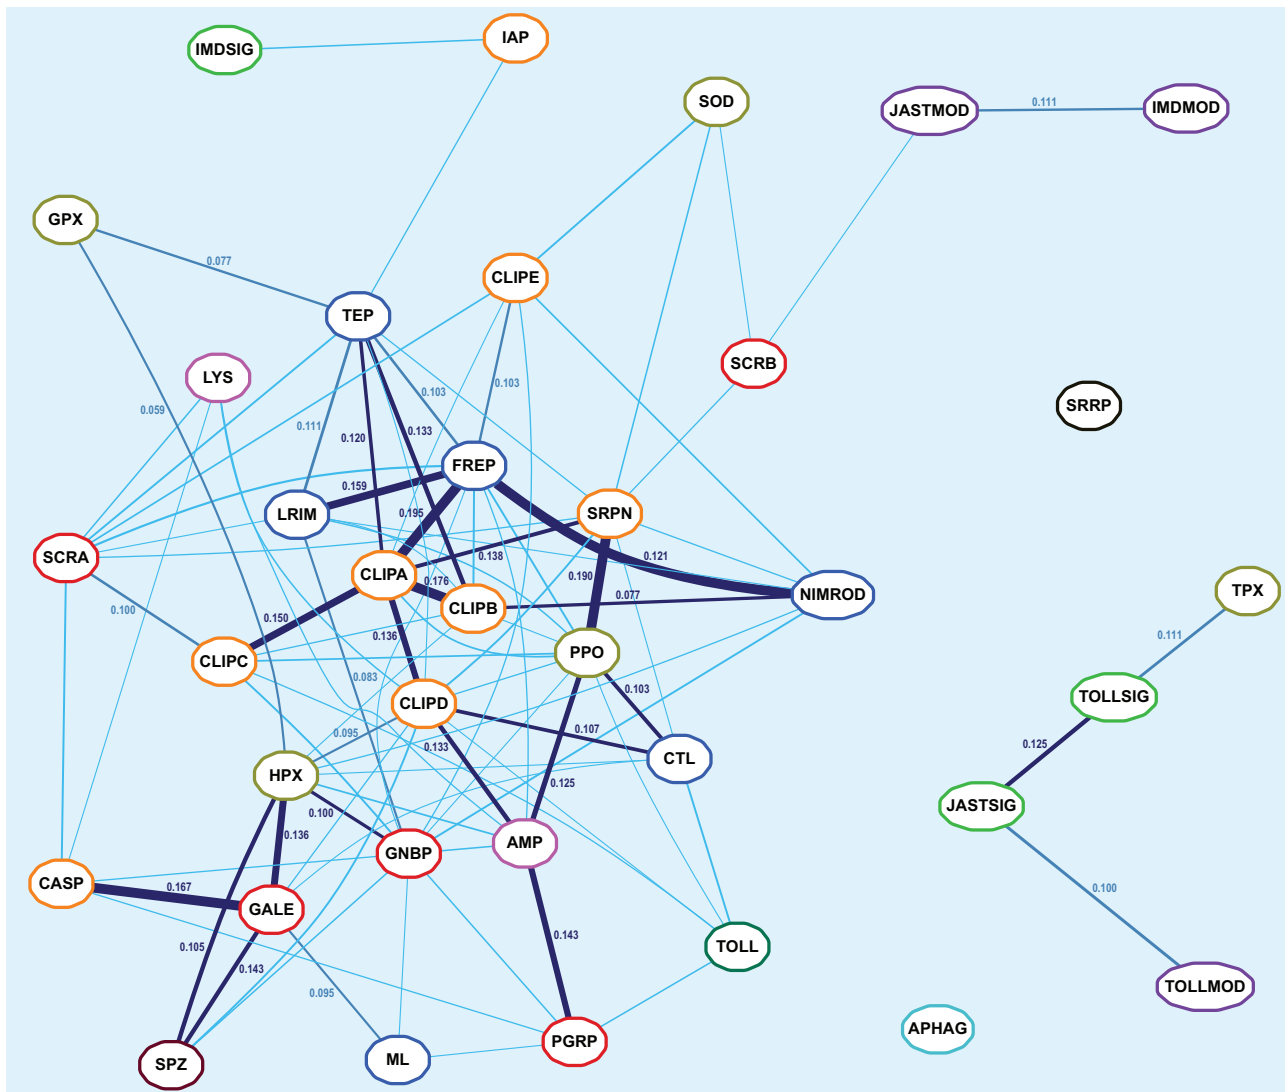 IAP
IMDSIG
SOD
JASTMOD
0.111
IMDMOD
GPX
0.077
CLIPE
TEP
SCRB
LYS
0.059
0.103
0.103
SRRP
0.111
0.120
0.133
FREP
0.159
LRIM
0.195
SRPN
SCRA
0.138
0.121
CLIPA
0.176
0.190
NIMROD
TPX
0.077
CLIPB
0.100
0.150
0.136
0.111
PPO
CLIPC
0.083
0.103
CLIPD
TOLLSIG
0.095
0.107
0.133
0.125
CTL
HPX
0.125
JASTSIG
0.100
0.136
AMP
GNBP
CASP
0.167
0.100
GALE
0.143
0.105
TOLL
0.143
0.095
TOLLMOD
APHAG
PGRP
ML
SPZ